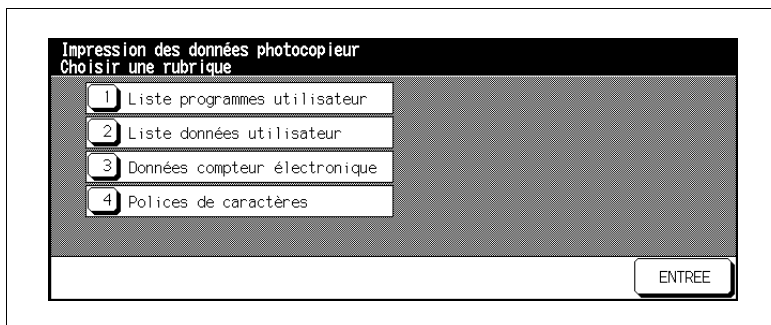 Impression des données photocopieur
Choisir une rubrique
1 Liste programmes utilisateur
2 Liste données utilisateur
3 Données compteur électronique
4 Polices de caractères
ENTREE